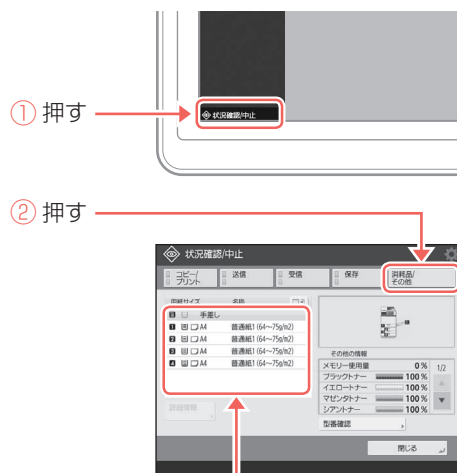 ① 押す
状況確認/中止
② 押す
状況確認/中止
コピー/
プリント
送信
受信
保存
消耗品/
その他
用紙サイズ 名称
手差し
1 A4 普通紙1 (64～75g/m2)
2 A4 普通紙1 (64～75g/m2)
3 A4 普通紙1 (64～75g/m2)
4 A4 普通紙1 (64～75g/m2)
詳細情報
その他の情報
メモリー使用量 0 %
ブラックトナー 100 %
イエロートナー 100 %
マゼンタトナー 100 %
シアントナー 100 %
1/2
型番確認
閉じる